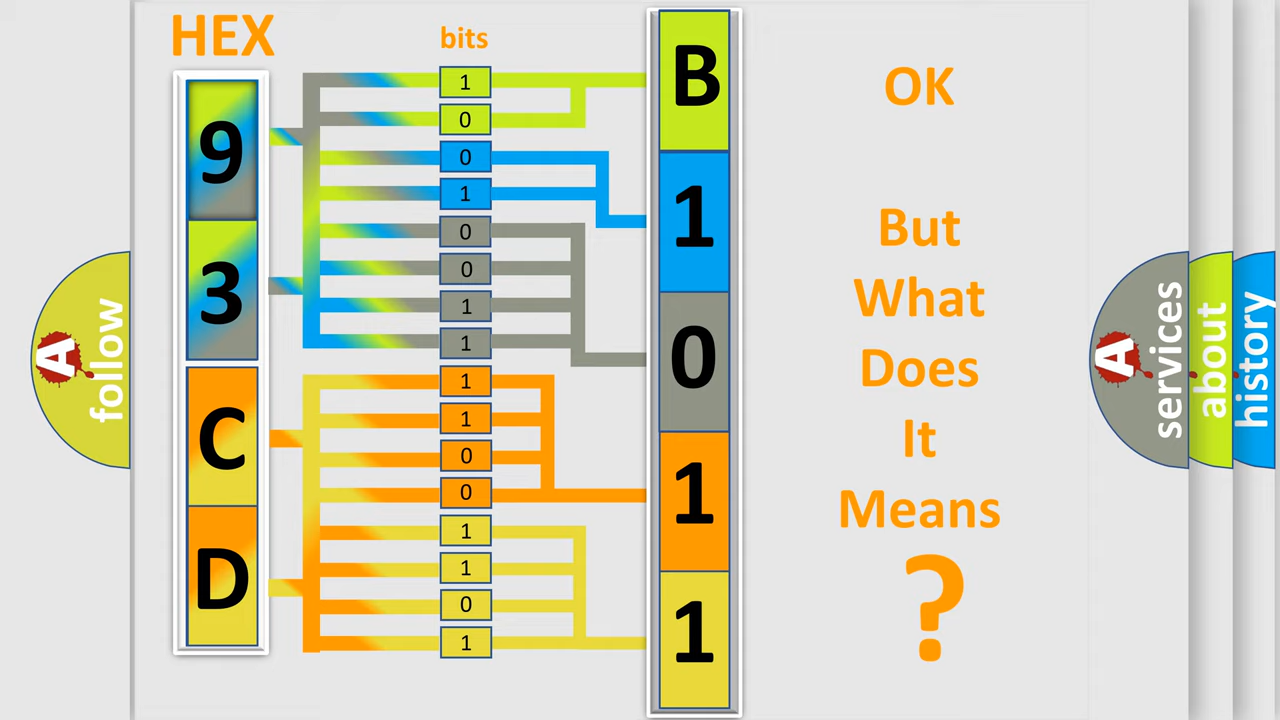 HEX
bits
9
3
C
D
1
0
0
1
0
0
1
1
1
1
0
0
1
1
0
1
B
1
0
1
1
OK
But
What
Does
It
Means
?
A
follow
A
services
about
history